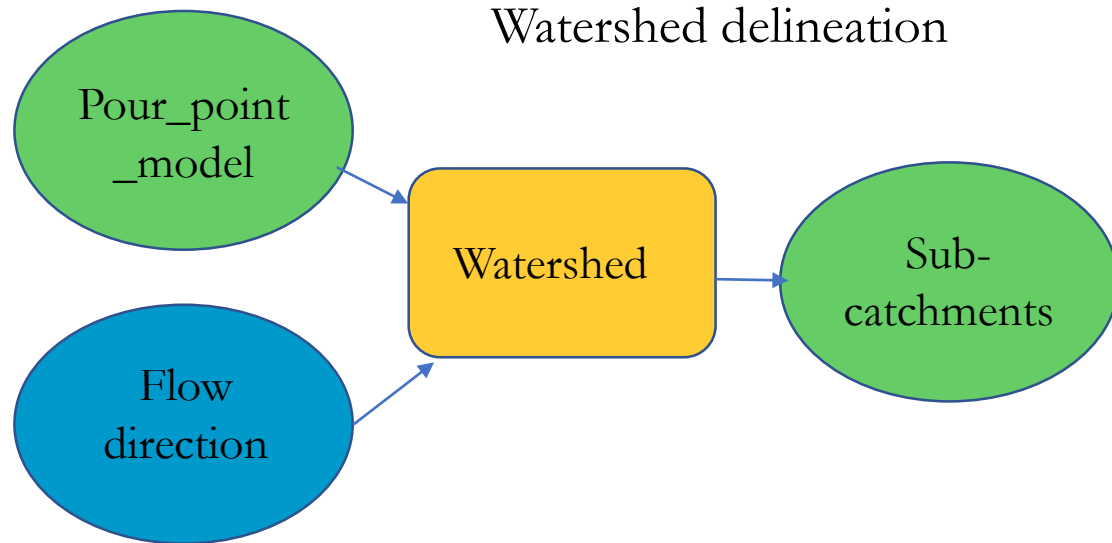 Watershed delineation
Pour_point
_model
Watershed
Sub-
catchments
Flow
direction